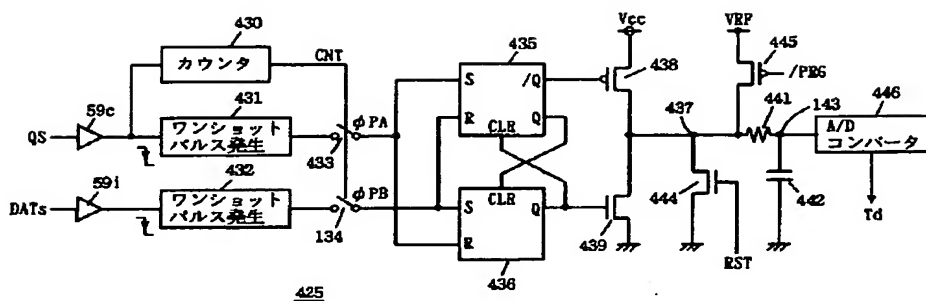 430
カウンタ
CNT
59c
QS
431
ワンショット
パルス発生
433
φPA
59i
DATs
432
ワンショット
パルス発生
134
φPB
435
S
R
/Q
Q
CLR
CLR
S
R
Q
436
Vcc
438
439
437
VRF
445
/PRG
441
143
444
RST
442
446
A/D
コンバータ
Td
425